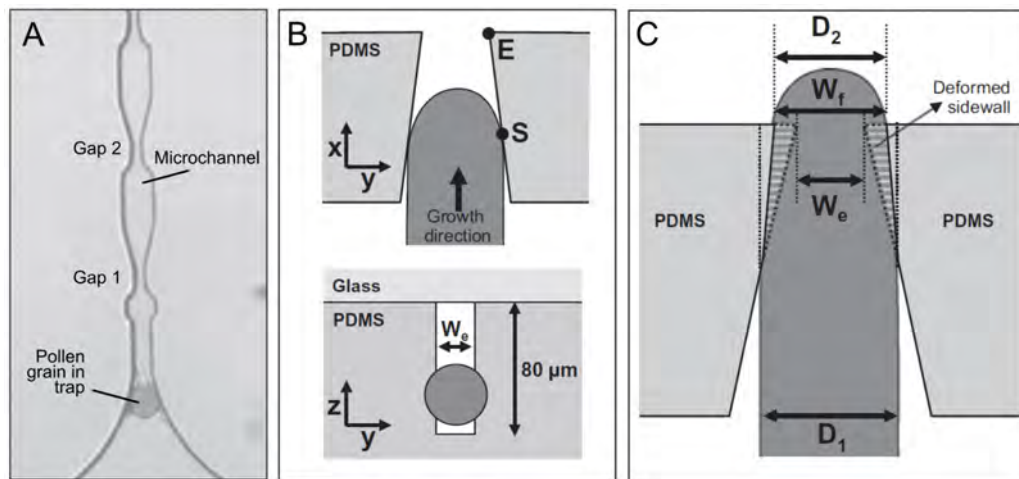 A
Gap 2
Microchannel
Gap 1
Pollen
grain in
trap
B
PDMS
E
S
x
y
Growth
direction
Glass
PDMS
We
80 μm
z
y
C
D2
Wf
Deformed
sidewall
We
PDMS
PDMS
D1